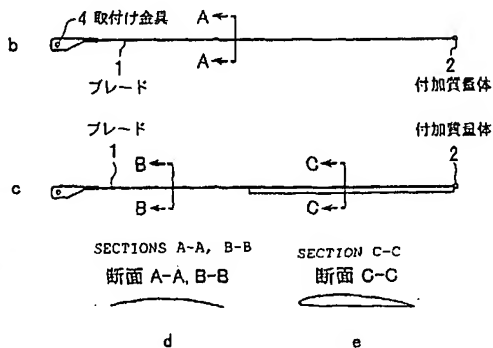 4 取付け金具
A
b
A
1
2
ブレード
付加質量体
ブレード
付加質量体
1
B
C
2
c
B
C
SECTIONS A-A, B-B
SECTION C-C
断面 A-A, B-B
断面 C-C
d
e